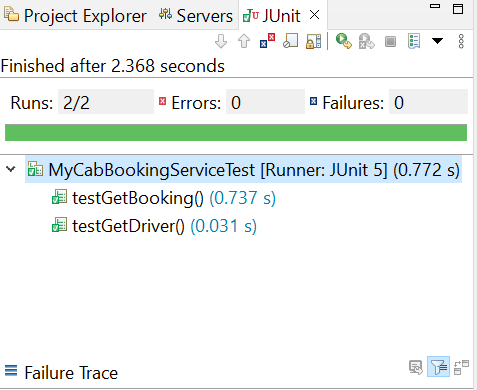 Project Explorer Servers JUnit
Finished after 2.368 seconds
Runs: 2/2 Errors: 0 Failures: 0
MyCabBookingServiceTest [Runner: JUnit 5] (0.772 s)
testGetBooking() (0.737 s)
testGetDriver() (0.031 s)
Failure Trace